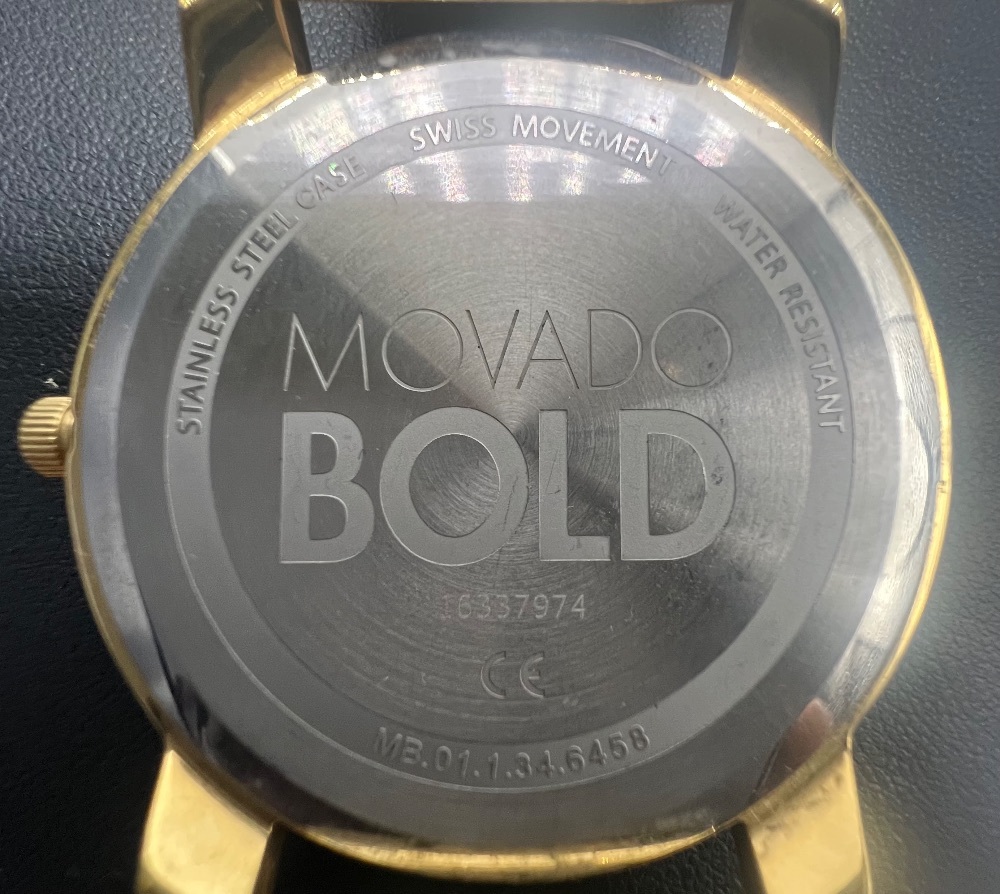 STAINLESS STEEL CASE
SWISS MOVEMENT
WATER RESISTANT
MOVADO
BOLD
16337974
CE
MB.01.1.34.6458